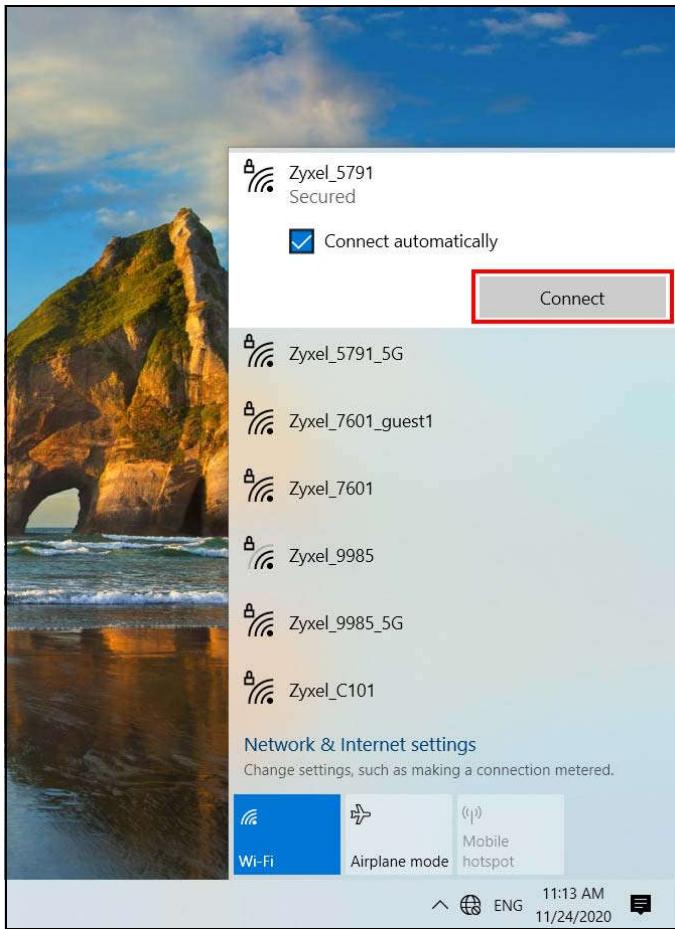 Zyxel_5791
Secured
Connect automatically
Connect
Zyxel_5791_5G
Zyxel_7601_guest1
Zyxel_7601
Zyxel_9985
Zyxel_9985_5G
Zyxel_C101
Network & Internet settings
Change settings, such as making a connection metered.
Wi-Fi
Airplane mode
Mobile
hotspot
ENG
11:13 AM
11/24/2020